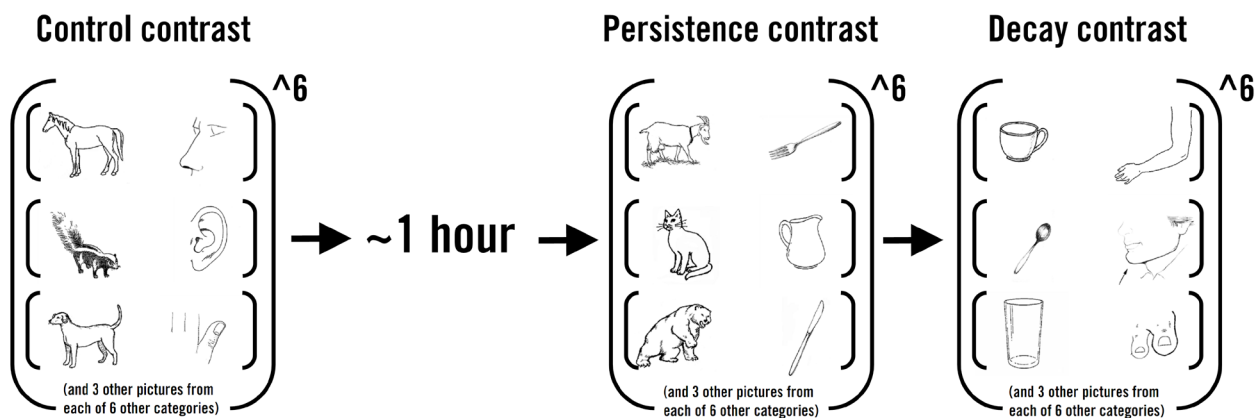 Control contrast
^6
(and 3 other pictures from
each of 6 other categories)
~1 hour
Persistence contrast
^6
(and 3 other pictures from
each of 6 other categories)
Decay contrast
^6
(and 3 other pictures from
each of 6 other categories)